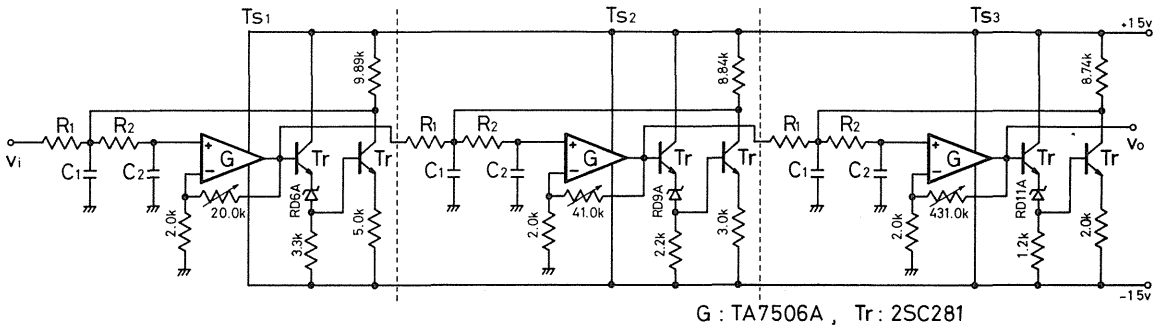 Ts1 Ts2 Ts3
+15v
9.89k 8.84k 8.74k
R1 R2 R1 R2 R1 R2
Vi Vo
C1 C2 G Tr Tr C1 C2 G Tr Tr C1 C2 G Tr Tr
+ − + − + −
20.0k RD6A 41.0k RD9A 431.0k RD11A
2.0k 3.3k 5.0k 2.0k 2.2k 3.0k 2.0k 1.2k 2.0k
-15v
G : TA7506A , Tr : 2SC281